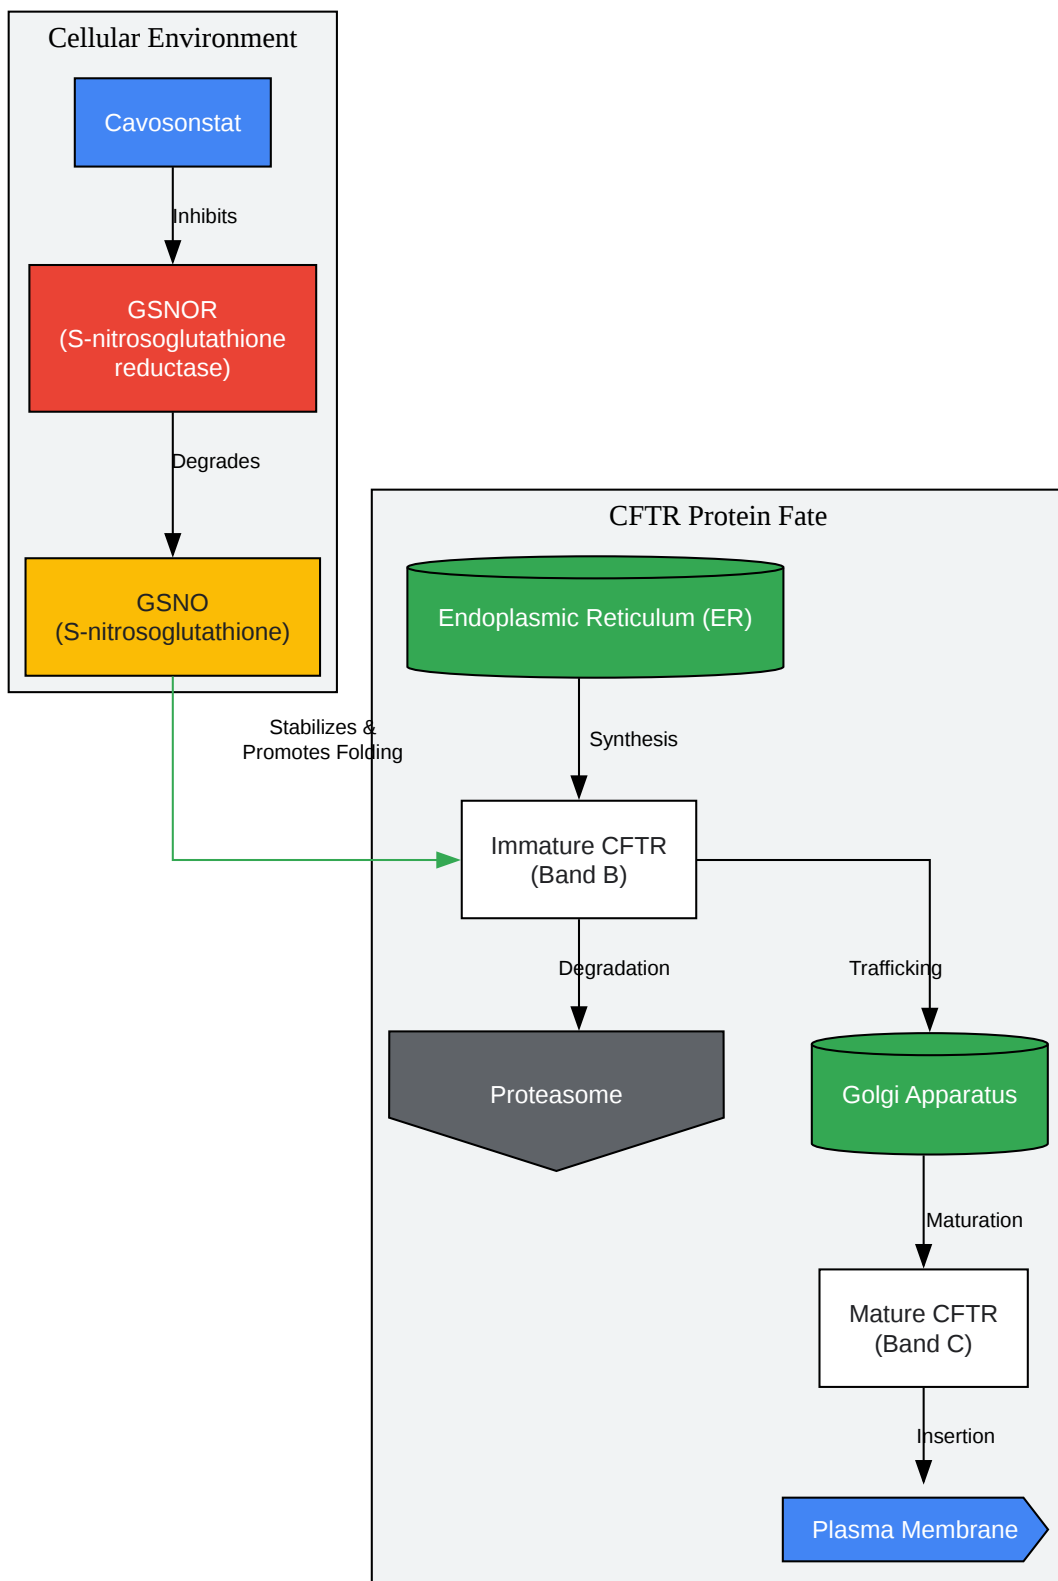 Cellular Environment
Cavosonstat
Inhibits
GSNOR
(S-nitrosoglutathione
reductase)
Degrades
GSNO
(S-nitrosoglutathione)
Stabilizes &
Promotes Folding
CFTR Protein Fate
Endoplasmic Reticulum (ER)
Synthesis
Immature CFTR
(Band B)
Degradation
Trafficking
Proteasome
Golgi Apparatus
Maturation
Mature CFTR
(Band C)
Insertion
Plasma Membrane